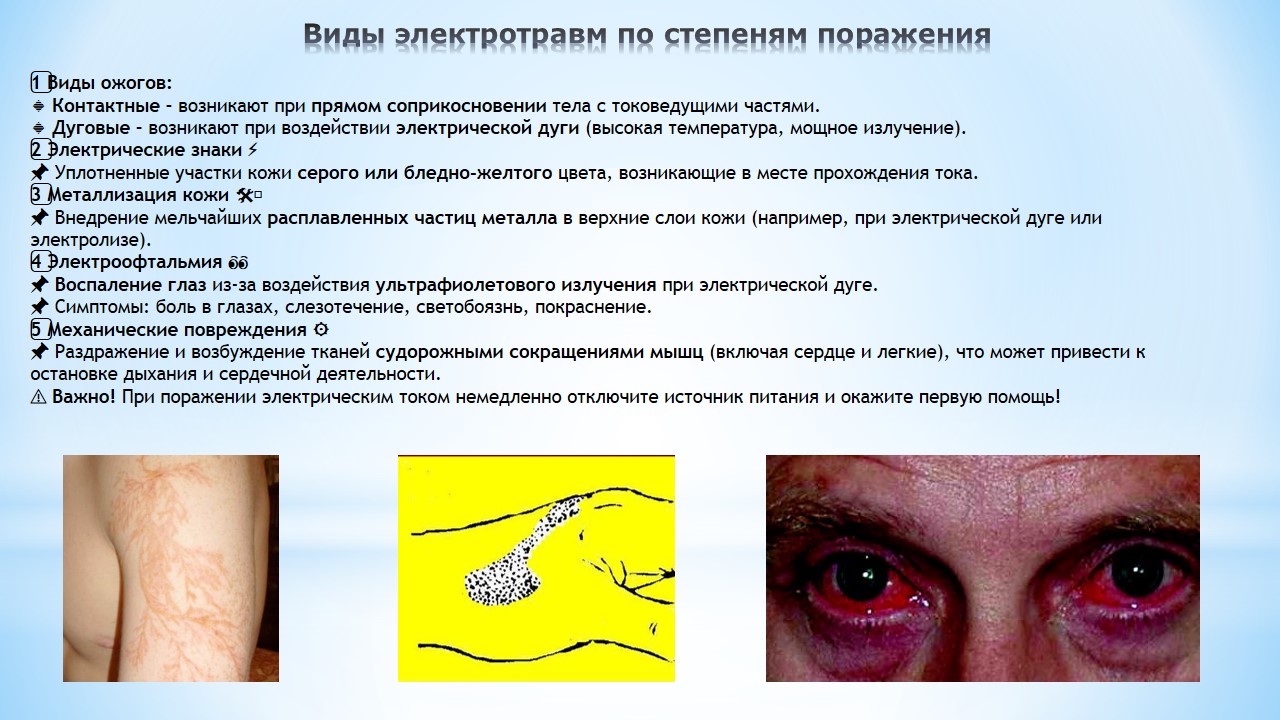 Виды электротравм по степеням поражения
1 Виды ожогов:
🔹 Контактные – возникают при прямом соприкосновении тела с токоведущими частями.
🔹 Дуговые – возникают при воздействии электрической дуги (высокая температура, мощное излучение).
2 Электрические знаки ⚡
📌 Уплотненные участки кожи серого или бледно-желтого цвета, возникающие в месте прохождения тока.
3 Металлизация кожи 🛠□
📌 Внедрение мельчайших расплавленных частиц металла в верхние слои кожи (например, при электрической дуге или
электролизе).
4 Электроофтальмия 👀
📌 Воспаление глаз из-за воздействия ультрафиолетового излучения при электрической дуге.
📌 Симптомы: боль в глазах, слезотечение, светобоязнь, покраснение.
5 Механические повреждения ⚙
📌 Раздражение и возбуждение тканей судорожными сокращениями мышц (включая сердце и легкие), что может привести к
остановке дыхания и сердечной деятельности.
⚠ Важно! При поражении электрическим током немедленно отключите источник питания и окажите первую помощь!